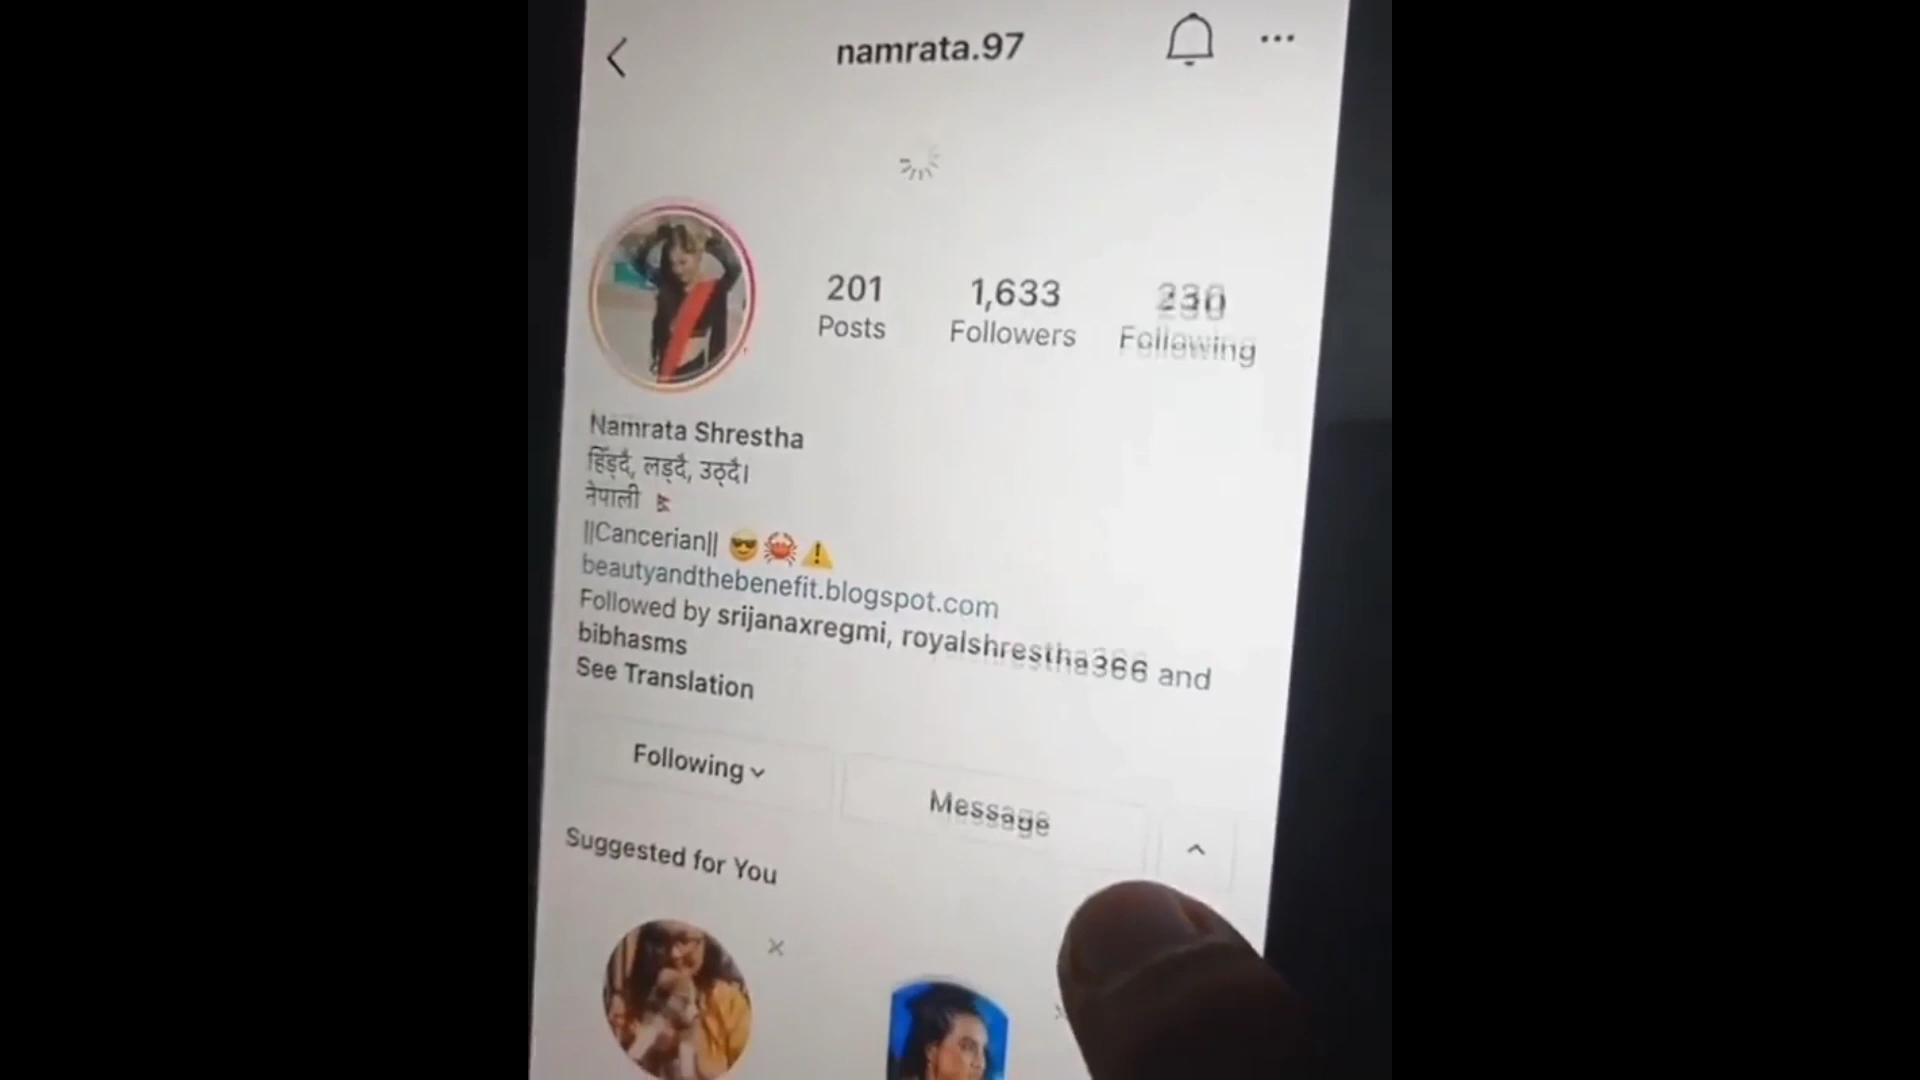 namrata.97
201
1,633
Posts
Followers
Following
Namrata Shrestha
हिँड्दै, लड्दै, उठ्दै।
नेपाली
||Cancerian||
beautyandthebenefit.blogspot.com
Followed by srijanaxregmi, royalshrestha366 and
bibhasms
See Translation
Following
Message
Suggested for You